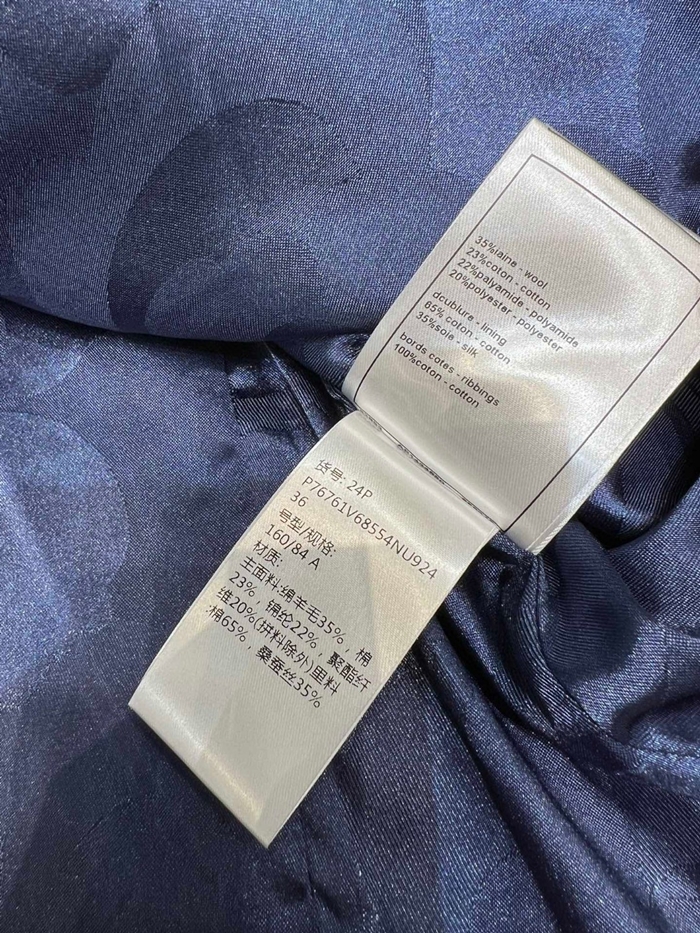 35%laine - wool
23%coton - cotton
22%palyamide - polyamide
20%polyester - polyester
dcublure - lining
65% coton - cotton
35%soie - silk
bords cotes - ribbings
100%coton - cotton
货号: 24P
P76761V68554NU924
36
号型/规格:
160/84 A
材质:
主面料:绵羊毛35%，棉
23%，锦纶22%，聚酯纤
维20%(拼料除外)里料
:棉65%，桑蚕丝35%